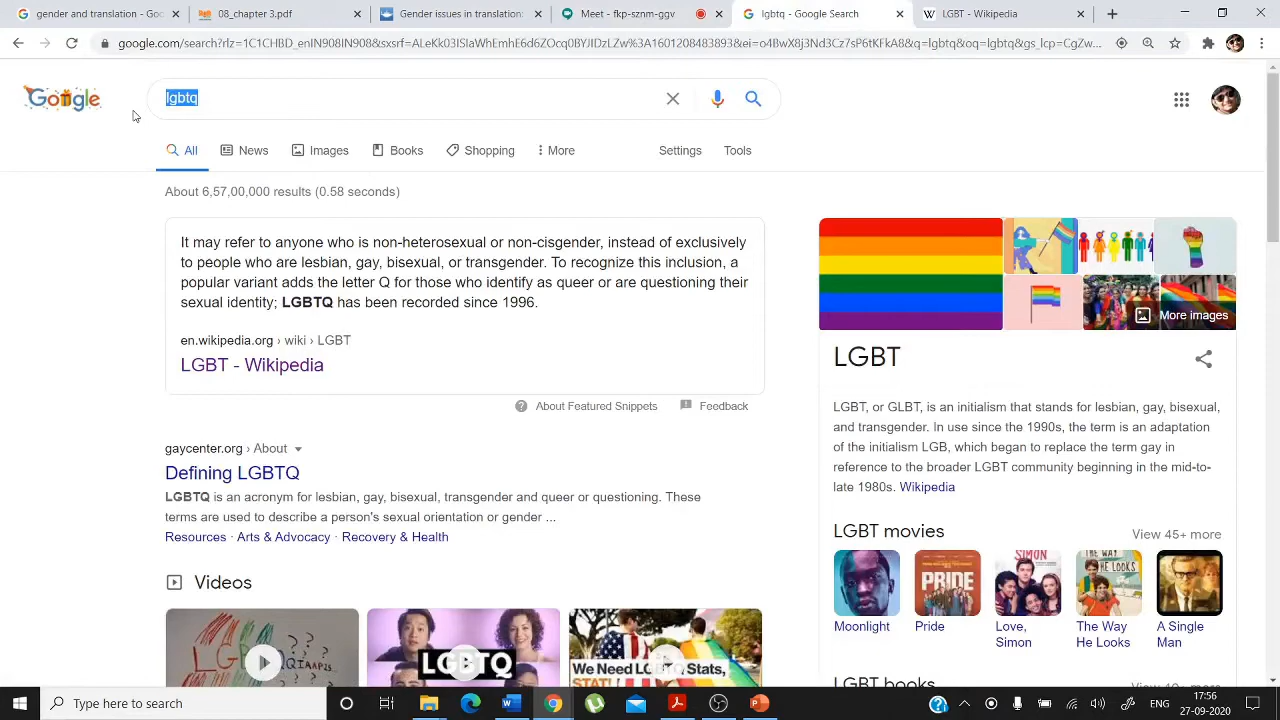 gender and translation - Goo
08_chapter 3.pdf
Gender issues in translation:
Meet - fkp-snnm-ggv
lgbtq - Google Search
LGBT - Wikipedia
google.com/search?rlz=1C1CHBD_enIN908IN908&sxsrf=ALeKk03ISIaWhEmhIE6d6ZOcq0ByJIDzLZw%3A1601208483893&ei=o4BwX8j3Nd3Cz7sP6tKFkA8&q=lgbtq&oq=lgbtq&gs_lcp=CgZw...
Google
lgbtq
All
News
Images
Books
Shopping
More
Settings
Tools
About 6,57,00,000 results (0.58 seconds)
It may refer to anyone who is non-heterosexual or non-cisgender, instead of exclusively
to people who are lesbian, gay, bisexual, or transgender. To recognize this inclusion, a
popular variant adds the letter Q for those who identify as queer or are questioning their
sexual identity; LGBTQ has been recorded since 1996.
en.wikipedia.org › wiki › LGBT
LGBT - Wikipedia
About Featured Snippets
Feedback
gaycenter.org › About
Defining LGBTQ
LGBTQ is an acronym for lesbian, gay, bisexual, transgender and queer or questioning. These
terms are used to describe a person's sexual orientation or gender ...
Resources · Arts & Advocacy · Recovery & Health
Videos
LGBTQ
We Need LGBTQ Stats,
STAT!
More images
LGBT
LGBT, or GLBT, is an initialism that stands for lesbian, gay, bisexual,
and transgender. In use since the 1990s, the term is an adaptation
of the initialism LGB, which began to replace the term gay in
reference to the broader LGBT community beginning in the mid-to-
late 1980s. Wikipedia
LGBT movies
View 45+ more
PRIDE
SIMON
THE WAY
HE LOOKS
Moonlight
Pride
Love,
Simon
The Way
He Looks
A Single
Man
LGBT books
View 40+ more
Type here to search
ENG
17:56
27-09-2020